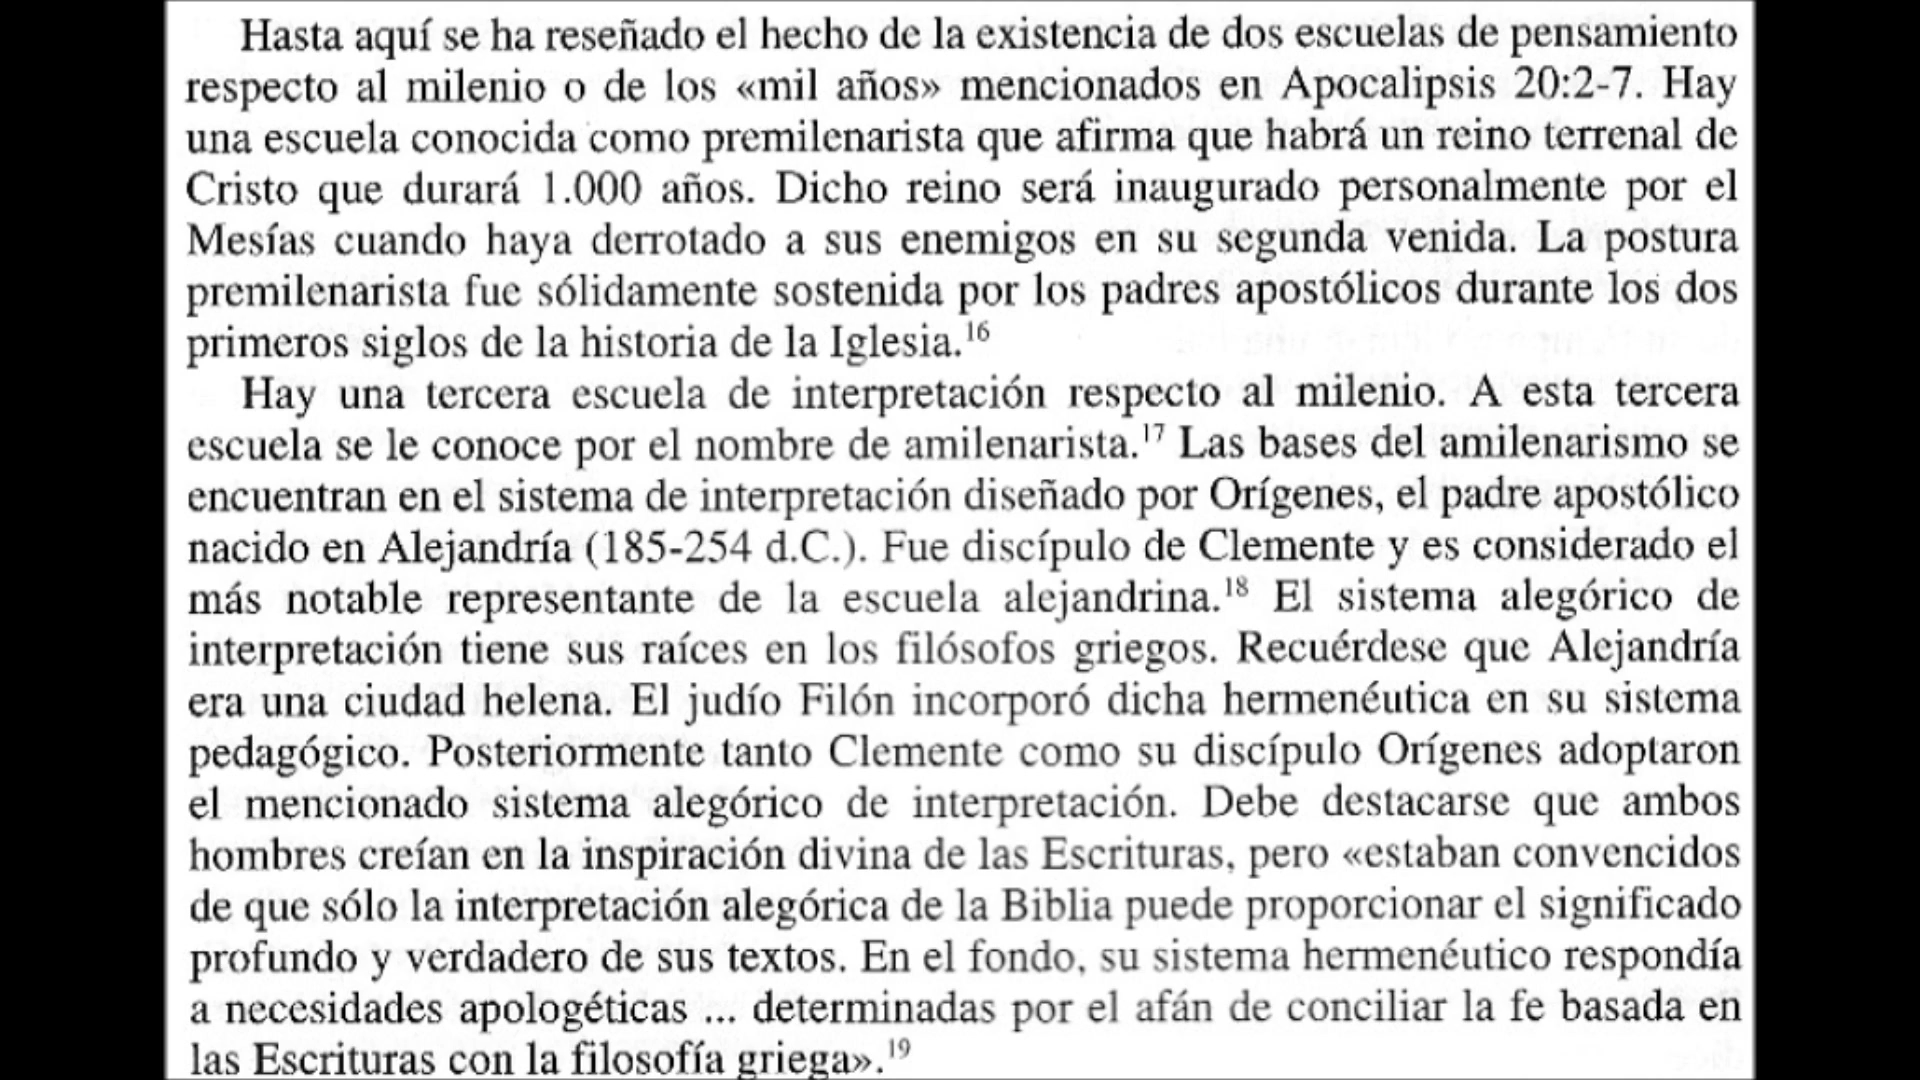 Hasta aquí se ha reseñado el hecho de la existencia de dos escuelas de pensamiento
respecto al milenio o de los «mil años» mencionados en Apocalipsis 20:2-7. Hay
una escuela conocida como premilenarista que afirma que habrá un reino terrenal de
Cristo que durará 1.000 años. Dicho reino será inaugurado personalmente por el
Mesías cuando haya derrotado a sus enemigos en su segunda venida. La postura
premilenarista fue sólidamente sostenida por los padres apostólicos durante los dos
primeros siglos de la historia de la Iglesia.16
Hay una tercera escuela de interpretación respecto al milenio. A esta tercera
escuela se le conoce por el nombre de amilenarista.17 Las bases del amilenarismo se
encuentran en el sistema de interpretación diseñado por Orígenes, el padre apostólico
nacido en Alejandría (185-254 d.C.). Fue discípulo de Clemente y es considerado el
más notable representante de la escuela alejandrina.18 El sistema alegórico de
interpretación tiene sus raíces en los filósofos griegos. Recuérdese que Alejandría
era una ciudad helena. El judío Filón incorporó dicha hermenéutica en su sistema
pedagógico. Posteriormente tanto Clemente como su discípulo Orígenes adoptaron
el mencionado sistema alegórico de interpretación. Debe destacarse que ambos
hombres creían en la inspiración divina de las Escrituras, pero «estaban convencidos
de que sólo la interpretación alegórica de la Biblia puede proporcionar el significado
profundo y verdadero de sus textos. En el fondo, su sistema hermenéutico respondía
a necesidades apologéticas ... determinadas por el afán de conciliar la fe basada en
las Escrituras con la filosofía griega».19